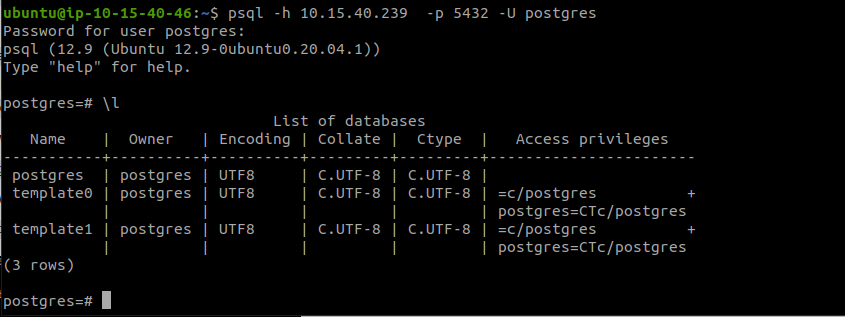 ubuntu@ip-10-15-40-46:~$ psql -h 10.15.40.239  -p 5432 -U postgres
Password for user postgres:
psql (12.9 (Ubuntu 12.9-0ubuntu0.20.04.1))
Type "help" for help.

postgres=# \l
                                 List of databases
   Name    |  Owner   | Encoding | Collate |  Ctype  |   Access privileges
-----------+----------+----------+---------+---------+-----------------------
 postgres  | postgres | UTF8     | C.UTF-8 | C.UTF-8 |
 template0 | postgres | UTF8     | C.UTF-8 | C.UTF-8 | =c/postgres          +
           |          |          |         |         | postgres=CTc/postgres
 template1 | postgres | UTF8     | C.UTF-8 | C.UTF-8 | =c/postgres          +
           |          |          |         |         | postgres=CTc/postgres
(3 rows)

postgres=#